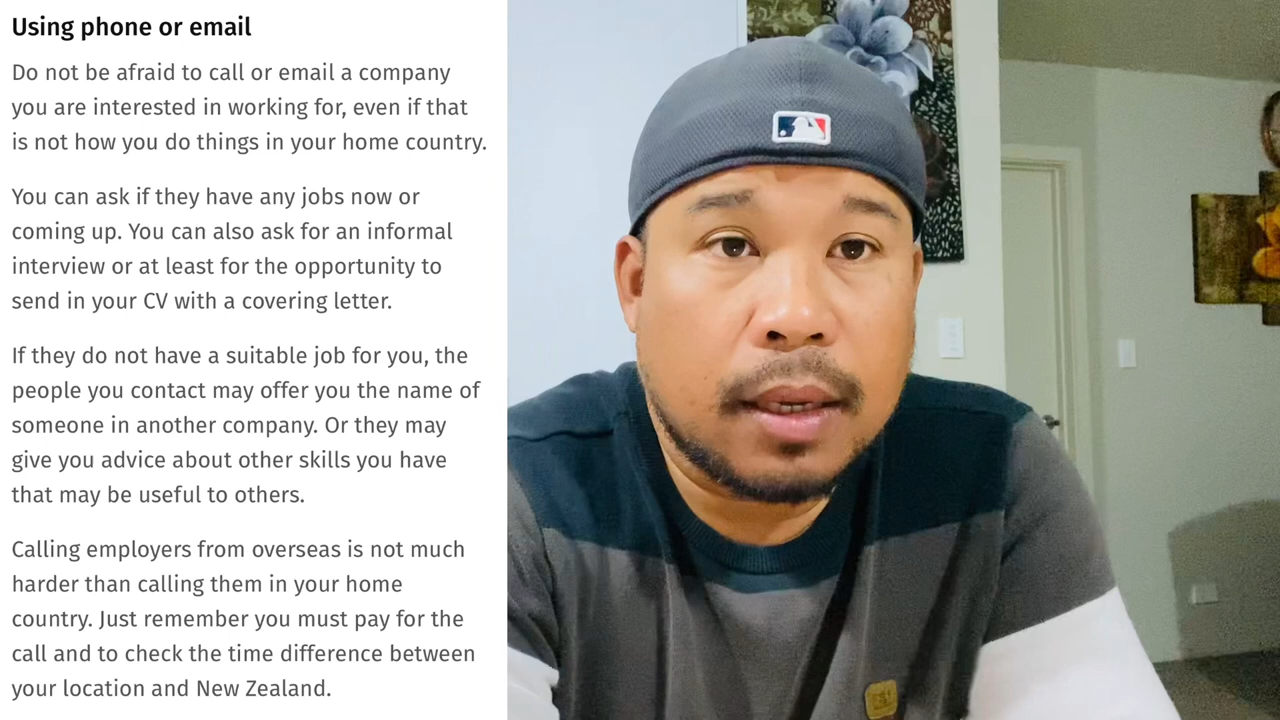 Using phone or email
Do not be afraid to call or email a company
you are interested in working for, even if that
is not how you do things in your home country.
You can ask if they have any jobs now or
coming up. You can also ask for an informal
interview or at least for the opportunity to
send in your CV with a covering letter.
If they do not have a suitable job for you, the
people you contact may offer you the name of
someone in another company. Or they may
give you advice about other skills you have
that may be useful to others.
Calling employers from overseas is not much
harder than calling them in your home
country. Just remember you must pay for the
call and to check the time difference between
your location and New Zealand.